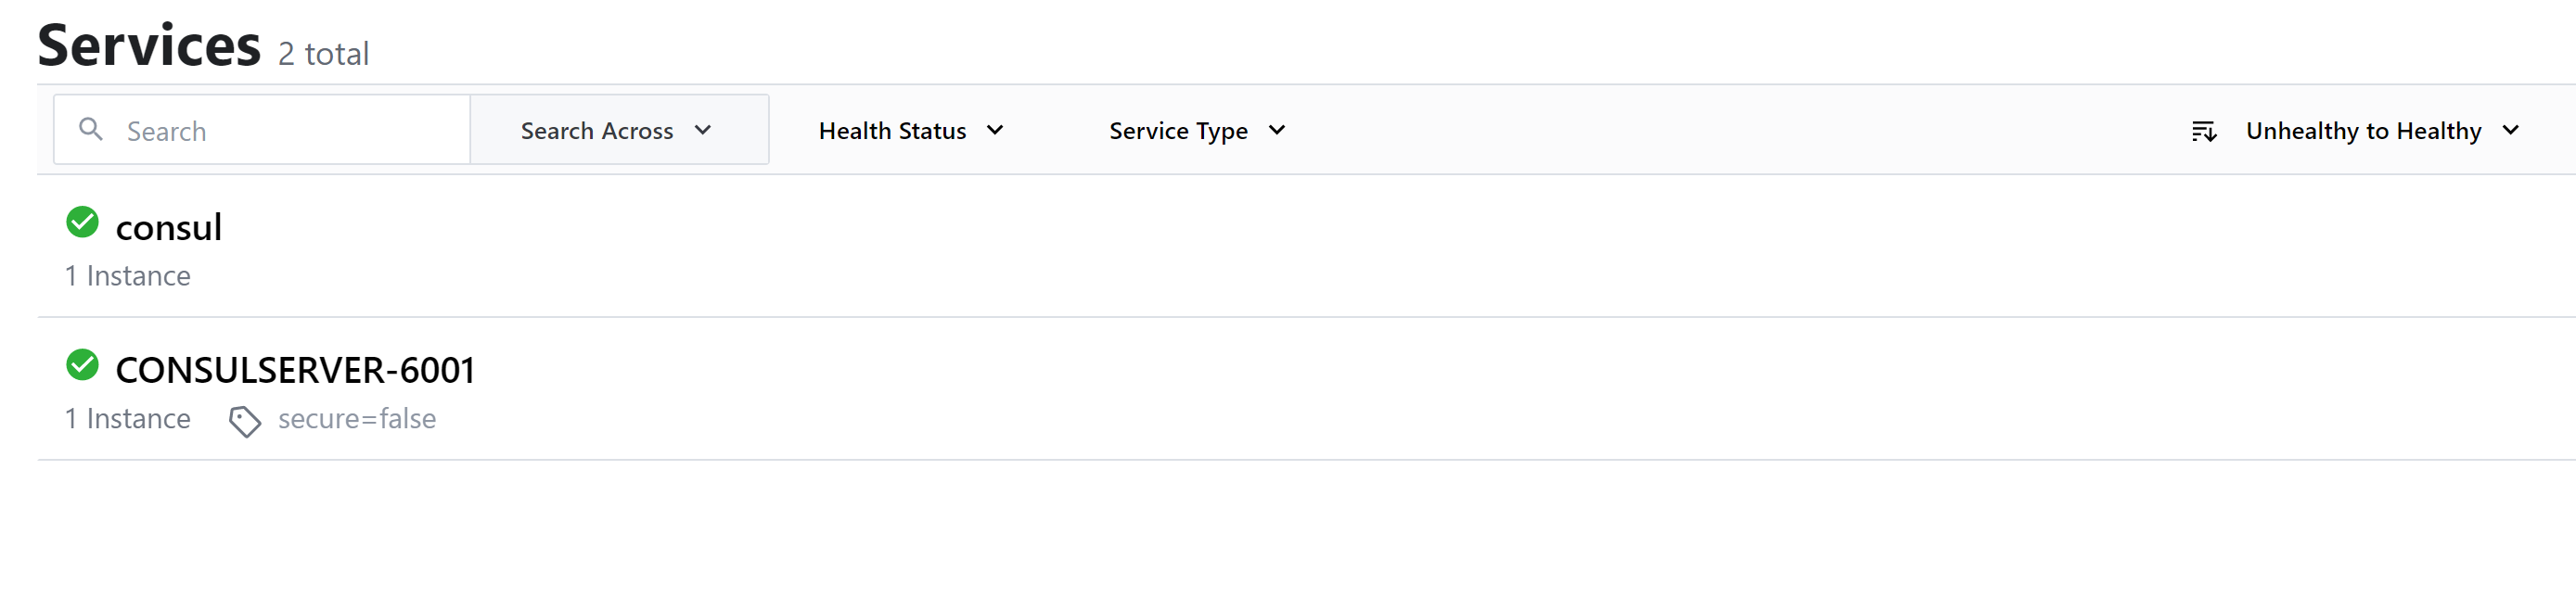 Services 2 total
Search Search Across Health Status Service Type Unhealthy to Healthy
consul
1 Instance
CONSULSERVER-6001
1 Instance secure=false